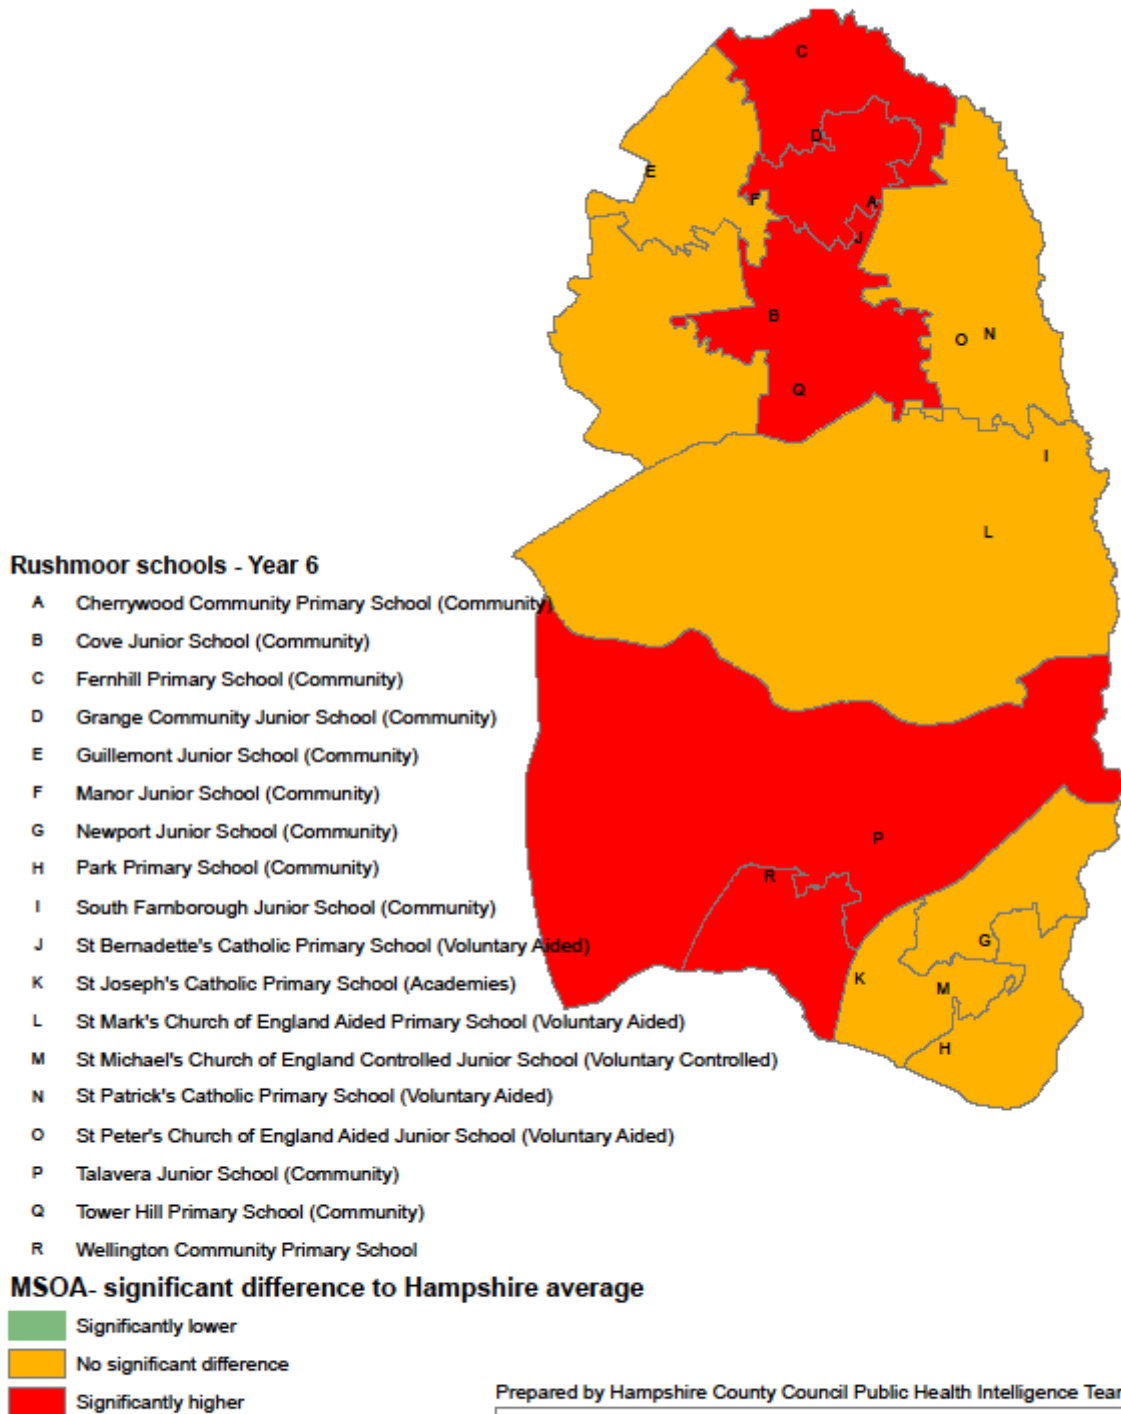 C
D
E
F
A
J
B
O
N
Q
I
L
Rushmoor schools - Year 6
A Cherrywood Community Primary School (Community)
B Cove Junior School (Community)
C Fernhill Primary School (Community)
D Grange Community Junior School (Community)
E Guillemont Junior School (Community)
F Manor Junior School (Community)
G Newport Junior School (Community)
H Park Primary School (Community)
I South Farnborough Junior School (Community)
J St Bernadette's Catholic Primary School (Voluntary Aided)
K St Joseph's Catholic Primary School (Academies)
L St Mark's Church of England Aided Primary School (Voluntary Aided)
M St Michael's Church of England Controlled Junior School (Voluntary Controlled)
N St Patrick's Catholic Primary School (Voluntary Aided)
O St Peter's Church of England Aided Junior School (Voluntary Aided)
P Talavera Junior School (Community)
Q Tower Hill Primary School (Community)
R Wellington Community Primary School
P
R
G
K
M
H
MSOA- significant difference to Hampshire average
Significantly lower
No significant difference
Significantly higher
Prepared by Hampshire County Council Public Health Intelligence Tear